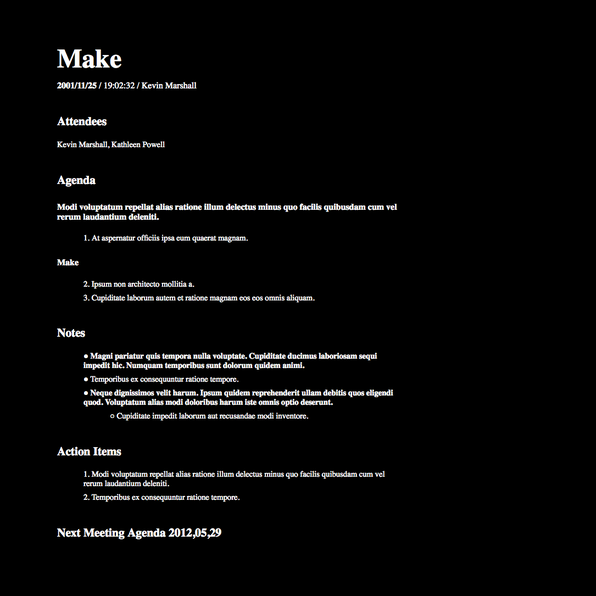 Make
2001/11/25 / 19:02:32 / Kevin Marshall
Attendees
Kevin Marshall, Kathleen Powell
Agenda
Modi voluptatum repellat alias ratione illum delectus minus quo facilis quibusdam cum vel
rerum laudantium deleniti.
1. At aspernatur officiis ipsa eum quaerat magnam.
Make
2. Ipsum non architecto mollitia a.
3. Cupiditate laborum autem et ratione magnam eos eos omnis aliquam.
Notes
● Magni pariatur quis tempora nulla voluptate. Cupiditate ducimus laboriosam sequi
impedit hic. Numquam temporibus sunt dolorum quidem animi.
● Temporibus ex consequuntur ratione tempore.
● Neque dignissimos velit harum. Ipsum quidem reprehenderit ullam debitis quos eligendi
quod. Voluptatum alias modi doloribus harum iste omnis optio deserunt.
○ Cupiditate impedit laborum aut recusandae modi inventore.
Action Items
1. Modi voluptatum repellat alias ratione illum delectus minus quo facilis quibusdam cum vel
rerum laudantium deleniti.
2. Temporibus ex consequuntur ratione tempore.
Next Meeting Agenda 2012,05,29